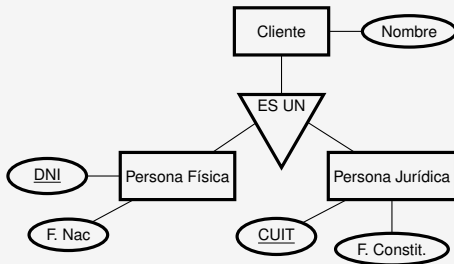 Cliente
Nombre
ES UN
DNI
Persona Física
Persona Jurídica
F. Nac
CUIT
F. Constit.